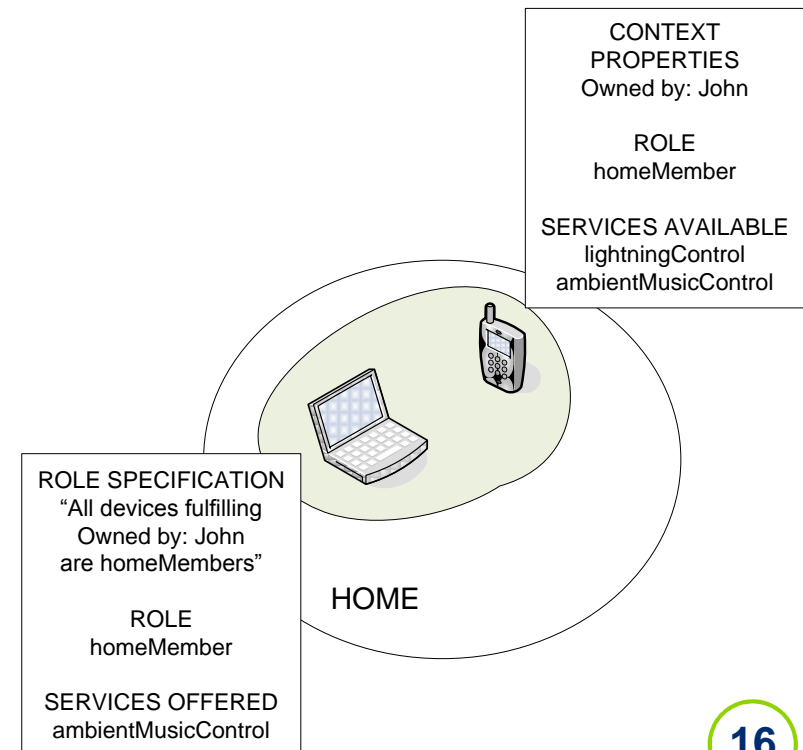 CONTEXT
PROPERTIES
Owned by: John
ROLE
homeMember
SERVICES AVAILABLE
lightningControl
ambientMusicControl
ROLE SPECIFICATION
“All devices fulfilling
Owned by: John
are homeMembers”
ROLE
homeMember
SERVICES OFFERED
ambientMusicControl
HOME
16